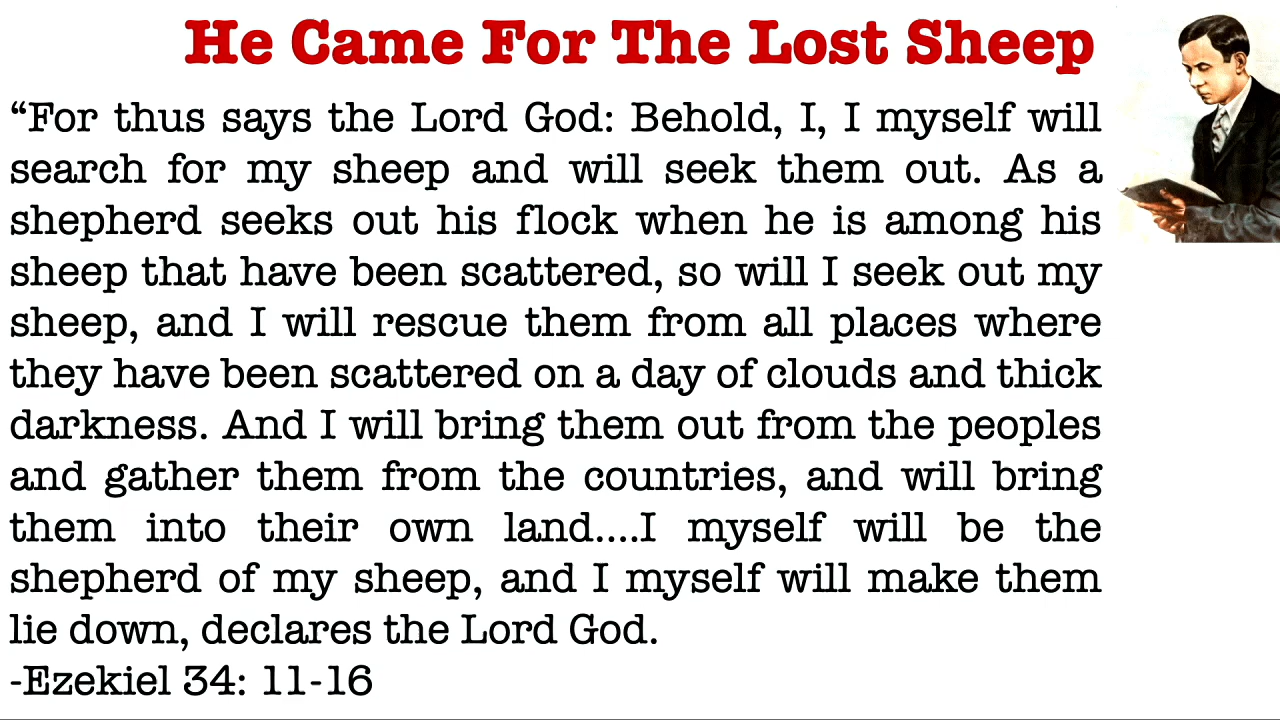 He Came For The Lost Sheep
“For thus says the Lord God: Behold, I, I myself will
search for my sheep and will seek them out. As a
shepherd seeks out his flock when he is among his
sheep that have been scattered, so will I seek out my
sheep, and I will rescue them from all places where
they have been scattered on a day of clouds and thick
darkness. And I will bring them out from the peoples
and gather them from the countries, and will bring
them into their own land....I myself will be the
shepherd of my sheep, and I myself will make them
lie down, declares the Lord God.
-Ezekiel 34: 11-16